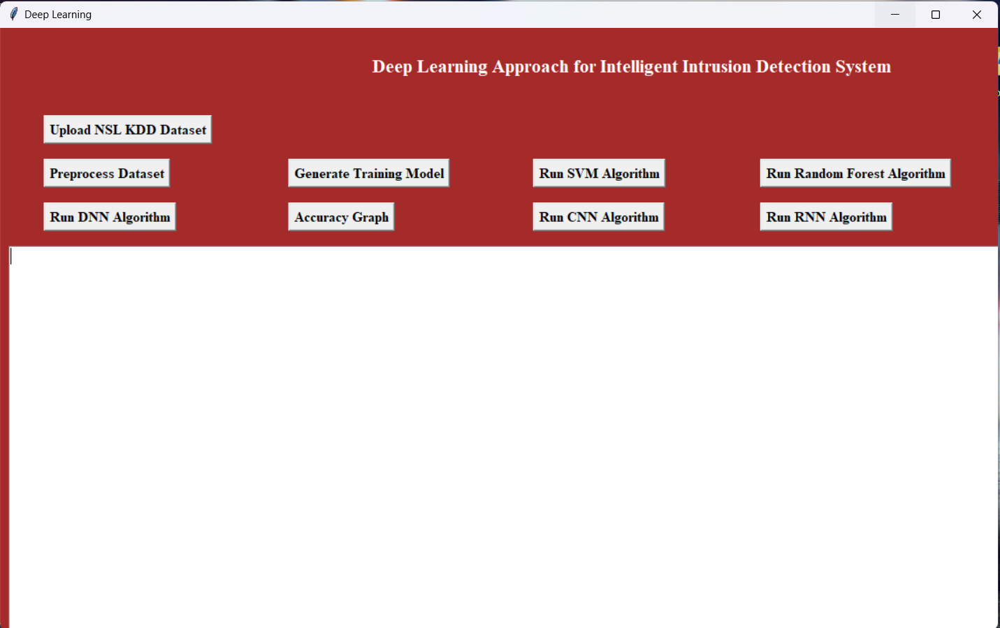 Deep Learning
Deep Learning Approach for Intelligent Intrusion Detection System
Upload NSL KDD Dataset
Preprocess Dataset Generate Training Model Run SVM Algorithm Run Random Forest Algorithm
Run DNN Algorithm Accuracy Graph Run CNN Algorithm Run RNN Algorithm